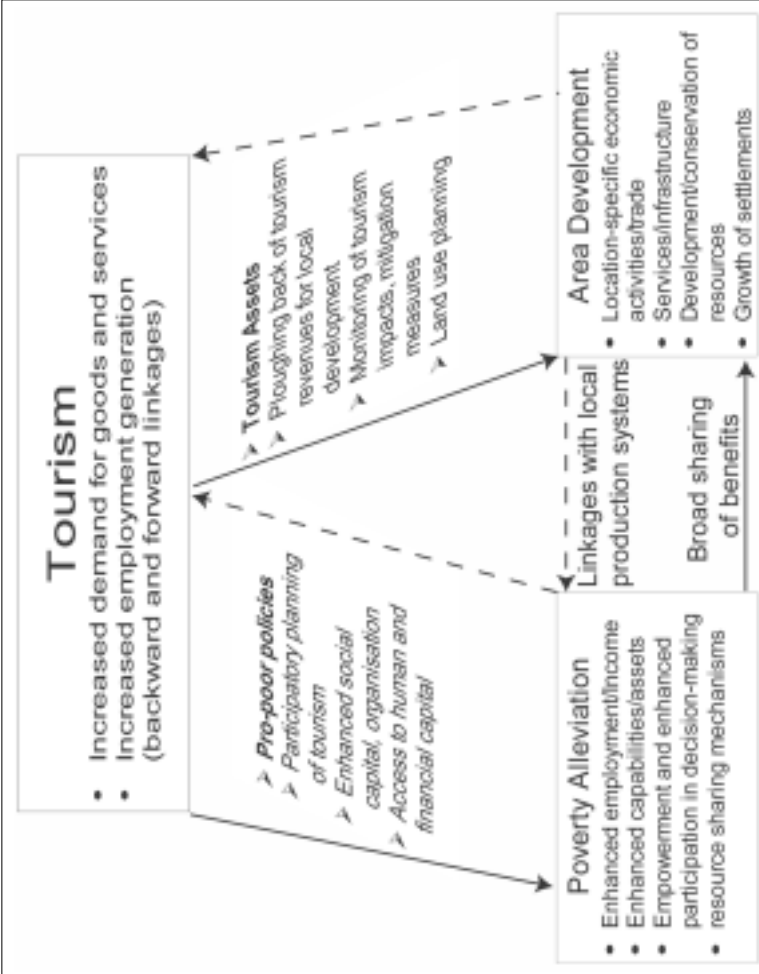 Tourism
• Increased demand for goods and services
• Increased employment generation
(backward and forward linkages)
➢ Pro-poor policies
➢ Participatory planning
of tourism
➢ Enhanced social
capital, organisation
➢ Access to human and
financial capital
➢ Tourism Assets
➢ Ploughing back of tourism
revenues for local
development
➢ Monitoring of tourism
impacts, mitigation
measures
➢ Land use planning
Poverty Alleviation
• Enhanced employment/income
• Enhanced capabilities/assets
• Empowerment and enhanced
participation in decision-making
• resource sharing mechanisms
Linkages with local
production systems
Broad sharing
of benefits
Area Development
• Location-specific economic
activities/trade
• Services/infrastructure
• Development/conservation of
resources
• Growth of settlements